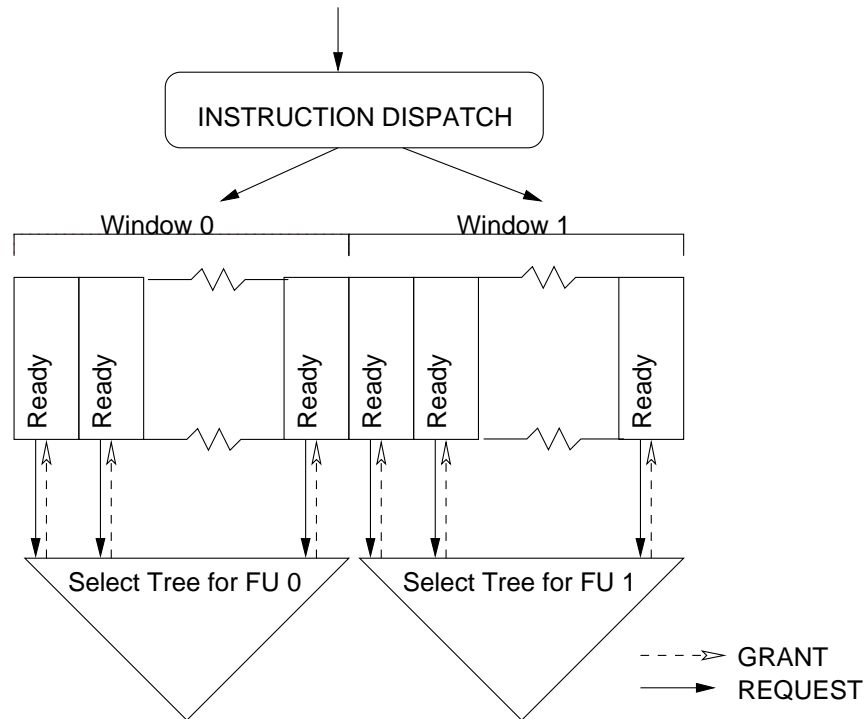 INSTRUCTION DISPATCH
Window 0
Window 1
Ready
Ready
Ready
Ready
Ready
Ready
Select Tree for FU 0
Select Tree for FU 1
GRANT
REQUEST